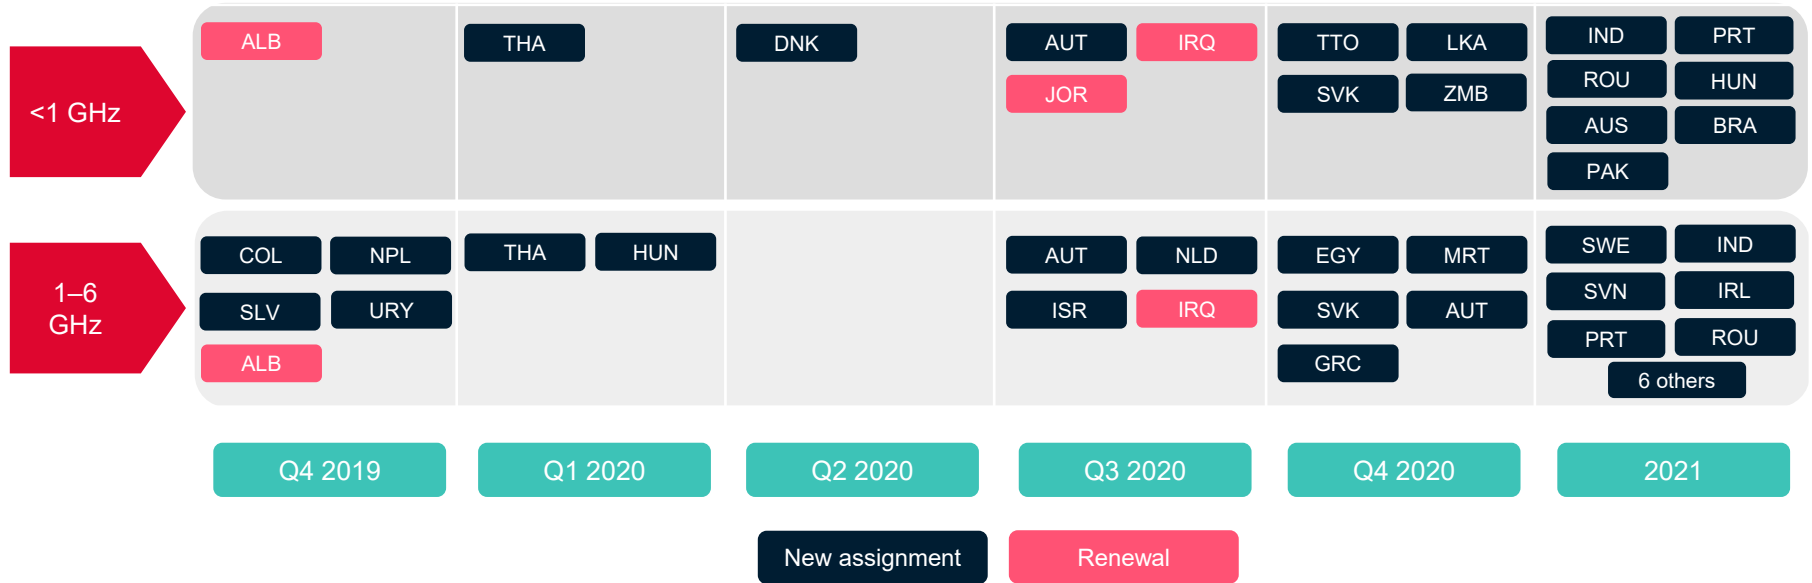 <1 GHz
ALB
THA
DNK
AUT IRQ
JOR
TTO LKA
SVK ZMB
IND PRT
ROU HUN
AUS BRA
PAK
1–6
GHz
COL NPL
SLV URY
ALB
THA HUN
AUT NLD
ISR IRQ
EGY MRT
SVK AUT
GRC
SWE IND
SVN IRL
PRT ROU
6 others
Q4 2019
Q1 2020
Q2 2020
Q3 2020
Q4 2020
2021
New assignment
Renewal